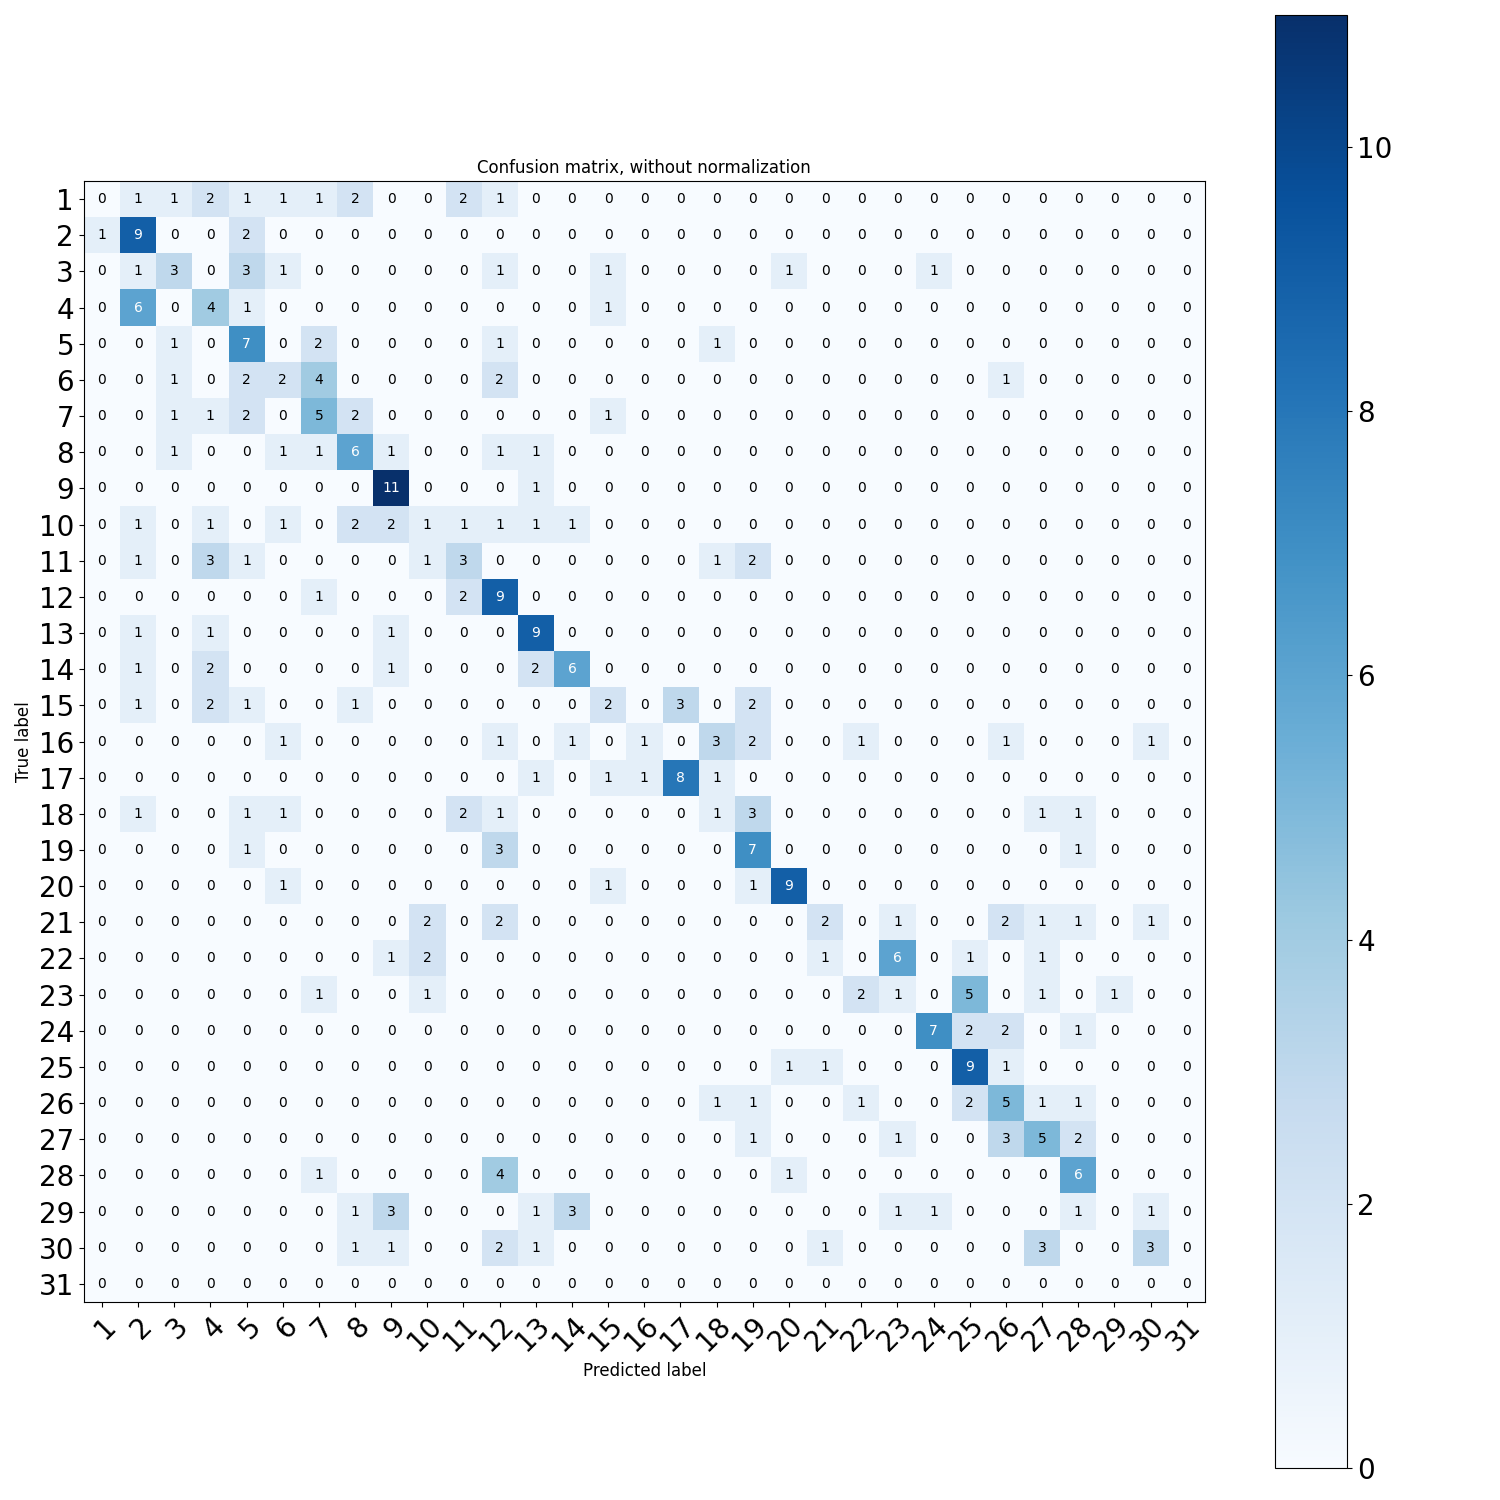 Confusion matrix, without normalization
True label
1 0 1 1 2 1 1 1 2 0 0 2 1 0 0 0 0 0 0 0 0 0 0 0 0 0 0 0 0 0 0 0
2 1 9 0 0 2 0 0 0 0 0 0 0 0 0 0 0 0 0 0 0 0 0 0 0 0 0 0 0 0 0 0
3 0 1 3 0 3 1 0 0 0 0 0 1 0 0 1 0 0 0 0 1 0 0 0 1 0 0 0 0 0 0 0
4 0 6 0 4 1 0 0 0 0 0 0 0 0 0 1 0 0 0 0 0 0 0 0 0 0 0 0 0 0 0 0
5 0 0 1 0 7 0 2 0 0 0 0 1 0 0 0 0 0 1 0 0 0 0 0 0 0 0 0 0 0 0 0
6 0 0 1 0 2 2 4 0 0 0 0 2 0 0 0 0 0 0 0 0 0 0 0 0 0 1 0 0 0 0 0
7 0 0 1 1 2 0 5 2 0 0 0 0 0 0 1 0 0 0 0 0 0 0 0 0 0 0 0 0 0 0 0
8 0 0 1 0 0 1 1 6 1 0 0 1 1 0 0 0 0 0 0 0 0 0 0 0 0 0 0 0 0 0 0
9 0 0 0 0 0 0 0 0 11 0 0 0 1 0 0 0 0 0 0 0 0 0 0 0 0 0 0 0 0 0 0
10 0 1 0 1 0 1 0 2 2 1 1 1 1 1 0 0 0 0 0 0 0 0 0 0 0 0 0 0 0 0 0
11 0 1 0 3 1 0 0 0 0 1 3 0 0 0 0 0 0 1 2 0 0 0 0 0 0 0 0 0 0 0 0
12 0 0 0 0 0 0 1 0 0 0 2 9 0 0 0 0 0 0 0 0 0 0 0 0 0 0 0 0 0 0 0
13 0 1 0 1 0 0 0 0 1 0 0 0 9 0 0 0 0 0 0 0 0 0 0 0 0 0 0 0 0 0 0
14 0 1 0 2 0 0 0 0 1 0 0 0 2 6 0 0 0 0 0 0 0 0 0 0 0 0 0 0 0 0 0
15 0 1 0 2 1 0 0 1 0 0 0 0 0 0 2 0 3 0 2 0 0 0 0 0 0 0 0 0 0 0 0
16 0 0 0 0 0 1 0 0 0 0 0 1 0 1 0 1 0 3 2 0 0 1 0 0 0 1 0 0 0 1 0
17 0 0 0 0 0 0 0 0 0 0 0 0 1 0 1 1 8 1 0 0 0 0 0 0 0 0 0 0 0 0 0
18 0 1 0 0 1 1 0 0 0 0 2 1 0 0 0 0 0 1 3 0 0 0 0 0 0 0 1 1 0 0 0
19 0 0 0 0 1 0 0 0 0 0 0 3 0 0 0 0 0 0 7 0 0 0 0 0 0 0 0 1 0 0 0
20 0 0 0 0 0 1 0 0 0 0 0 0 0 0 1 0 0 0 1 9 0 0 0 0 0 0 0 0 0 0 0
21 0 0 0 0 0 0 0 0 0 2 0 2 0 0 0 0 0 0 0 0 2 0 1 0 0 2 1 1 0 1 0
22 0 0 0 0 0 0 0 0 1 2 0 0 0 0 0 0 0 0 0 0 1 0 6 0 1 0 1 0 0 0 0
23 0 0 0 0 0 0 1 0 0 1 0 0 0 0 0 0 0 0 0 0 0 2 1 0 5 0 1 0 1 0 0
24 0 0 0 0 0 0 0 0 0 0 0 0 0 0 0 0 0 0 0 0 0 0 0 7 2 2 0 1 0 0 0
25 0 0 0 0 0 0 0 0 0 0 0 0 0 0 0 0 0 0 0 1 1 0 0 0 9 1 0 0 0 0 0
26 0 0 0 0 0 0 0 0 0 0 0 0 0 0 0 0 0 1 1 0 0 1 0 0 2 5 1 1 0 0 0
27 0 0 0 0 0 0 0 0 0 0 0 0 0 0 0 0 0 0 1 0 0 0 1 0 0 3 5 2 0 0 0
28 0 0 0 0 0 0 1 0 0 0 0 4 0 0 0 0 0 0 0 1 0 0 0 0 0 0 0 6 0 0 0
29 0 0 0 0 0 0 0 1 3 0 0 0 1 3 0 0 0 0 0 0 0 0 1 1 0 0 0 1 0 1 0
30 0 0 0 0 0 0 0 1 1 0 0 2 1 0 0 0 0 0 0 0 1 0 0 0 0 0 3 0 0 3 0
31 0 0 0 0 0 0 0 0 0 0 0 0 0 0 0 0 0 0 0 0 0 0 0 0 0 0 0 0 0 0 0
1 2 3 4 5 6 7 8 9 10 11 12 13 14 15 16 17 18 19 20 21 22 23 24 25 26 27 28 29 30 31
Predicted label
10
8
6
4
2
0